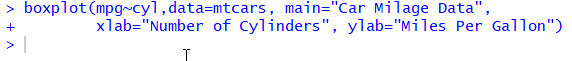 > boxplot(mpg~cyl,data=mtcars, main="Car Milage Data",
+         xlab="Number of Cylinders", ylab="Miles Per Gallon")
>